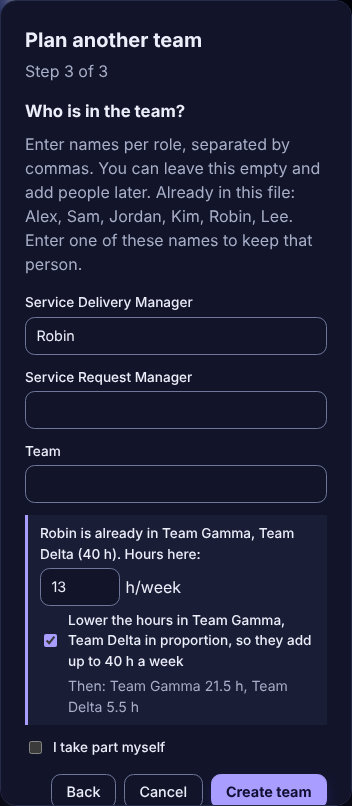 Plan another team
Step 3 of 3
Who is in the team?
Enter names per role, separated by
commas. You can leave this empty and
add people later. Already in this file:
Alex, Sam, Jordan, Kim, Robin, Lee.
Enter one of these names to keep that
person.
Service Delivery Manager
Robin
Service Request Manager
Team
Robin is already in Team Gamma, Team
Delta (40 h). Hours here:
13 h/week
Lower the hours in Team Gamma,
Team Delta in proportion, so they add
up to 40 h a week
Then: Team Gamma 21.5 h, Team
Delta 5.5 h
I take part myself
Back Cancel Create team